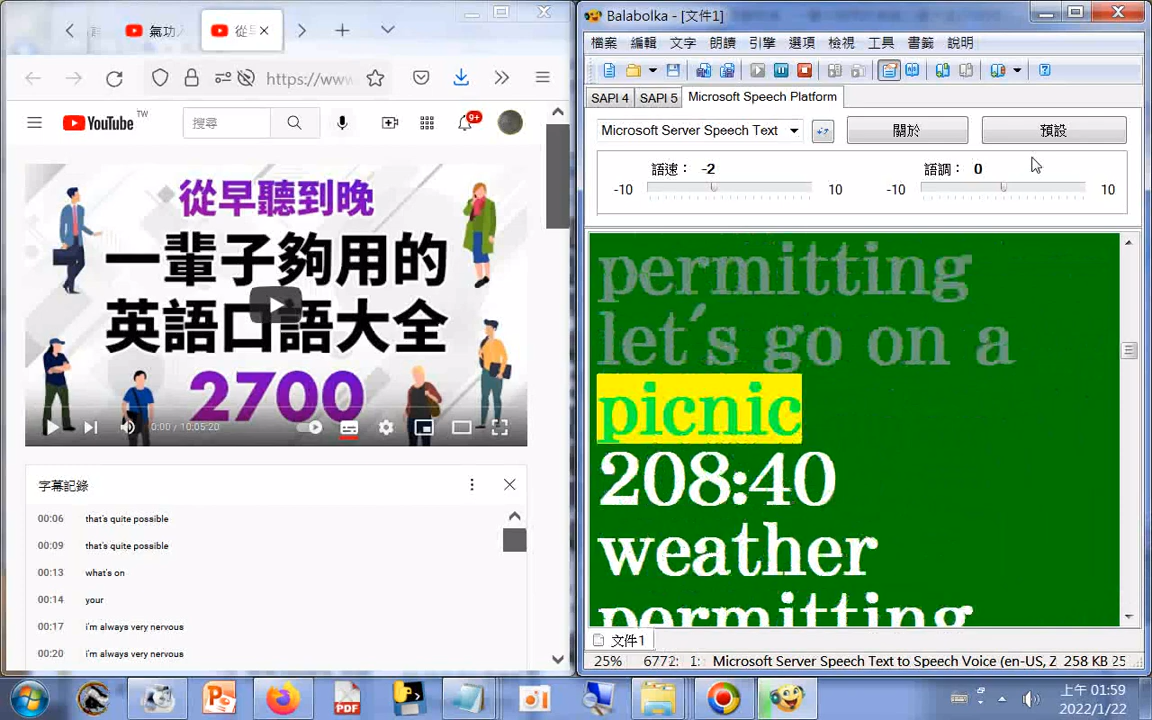 氣功
從
https://www
YouTube TW
搜尋
9+
從早聽到晚
一輩子夠用的
英語口語大全
2700
0:00 / 10:05:20
字幕記錄
00:06 that's quite possible
00:09 that's quite possible
00:13 what's on
00:14 your
00:17 i'm always very nervous
00:20 i'm always very nervous
Balabolka - [文件1]
檔案 編輯 文字 朗讀 引擎 選項 檢視 工具 書籤 說明
SAPI 4 SAPI 5 Microsoft Speech Platform
Microsoft Server Speech Text 關於 預設
語速： -2 語調： 0
-10 10 -10 10
permitting
let's go on a
picnic
208:40
weather
permitting
文件1
25% 6772: 1: Microsoft Server Speech Text to Speech Voice (en-US, Z 258 KB 25
PDF
上午 01:59
2022/1/22